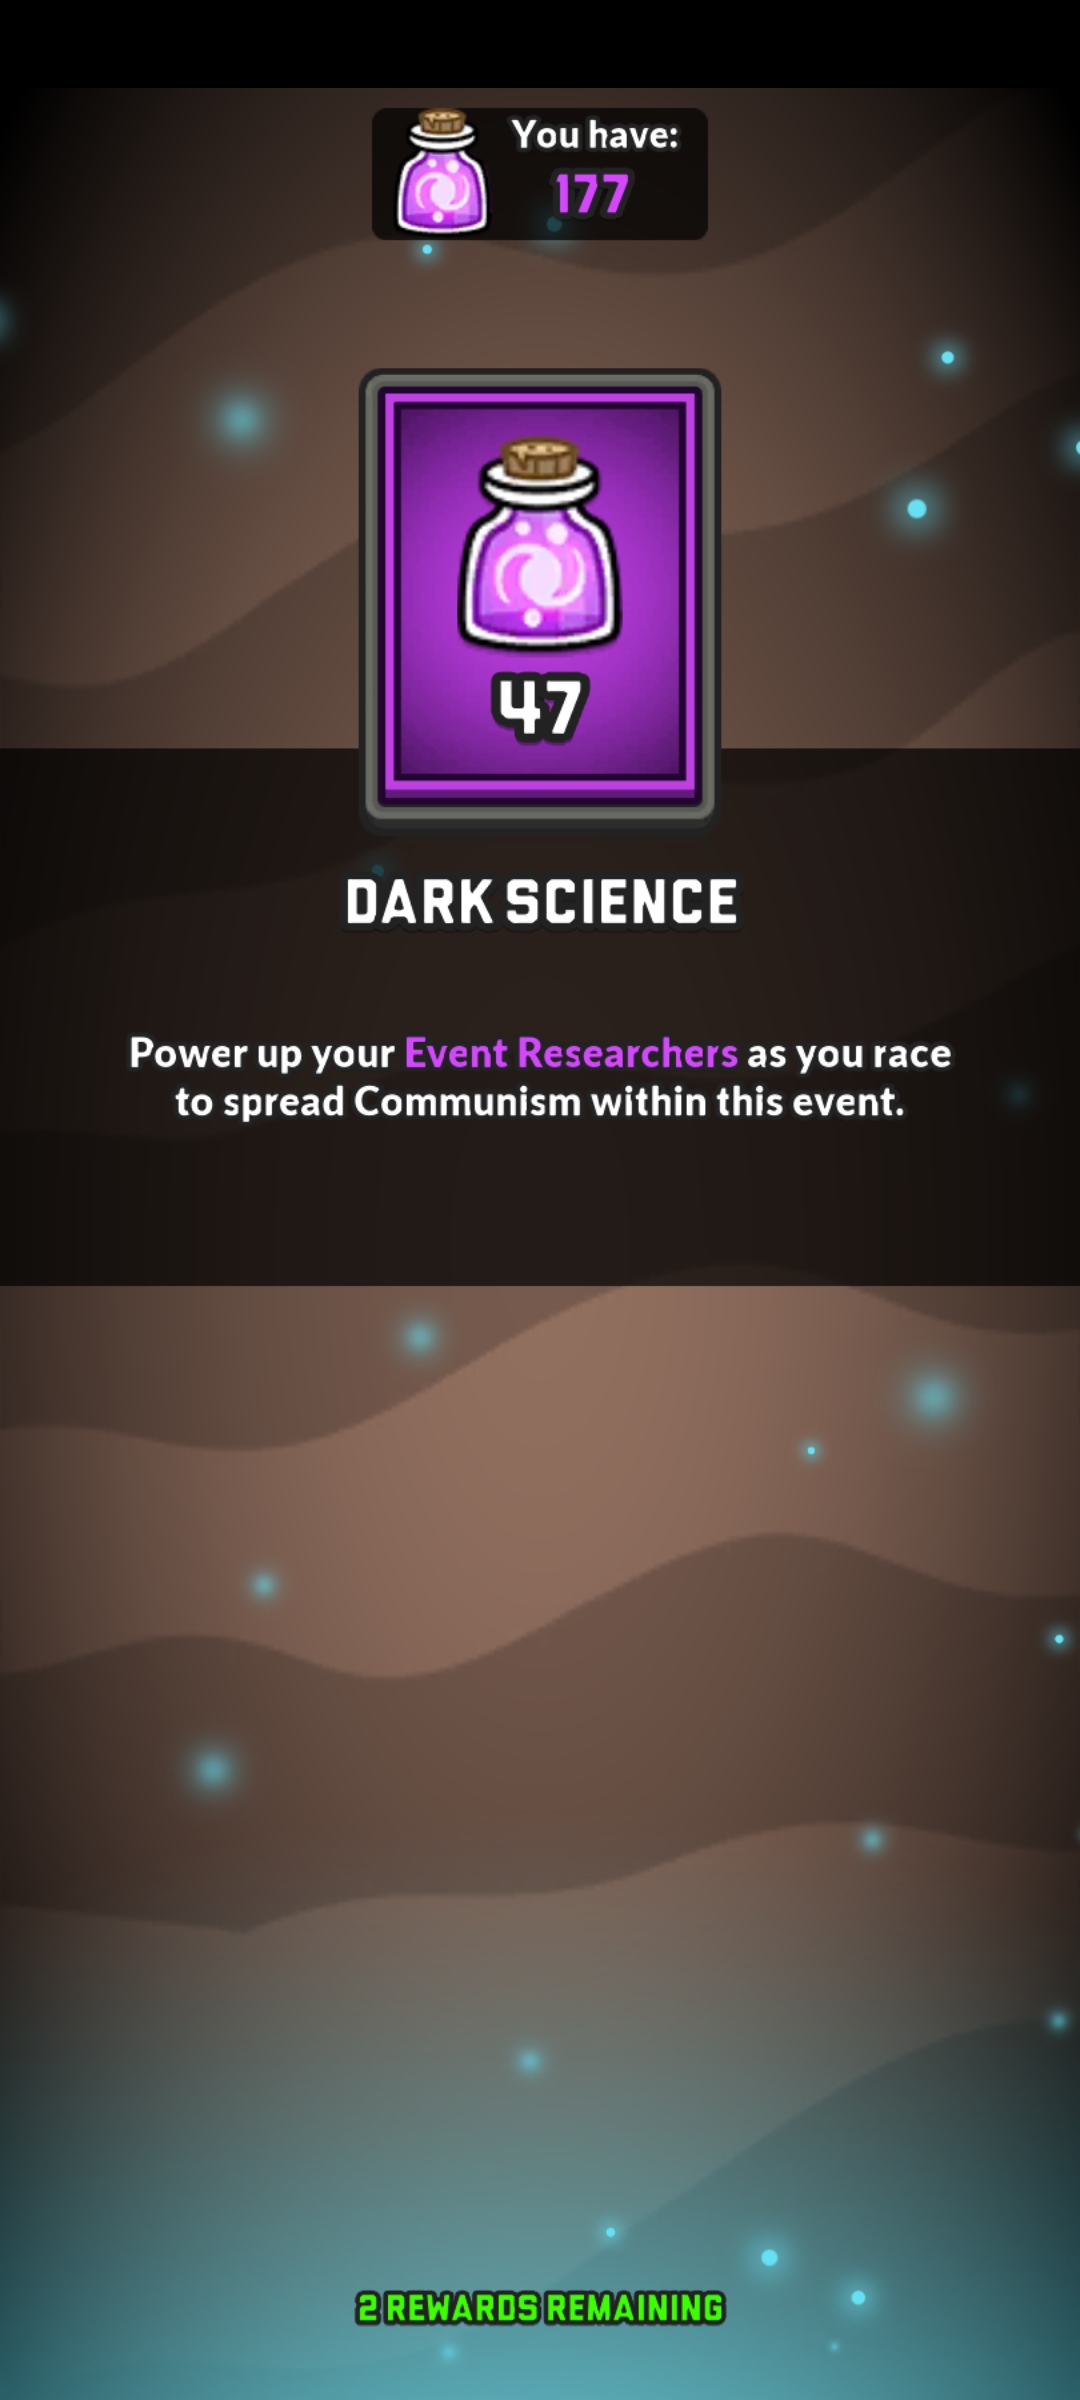 You have:
177
47
DARK SCIENCE
Power up your Event Researchers as you race
to spread Communism within this event.
2 REWARDS REMAINING